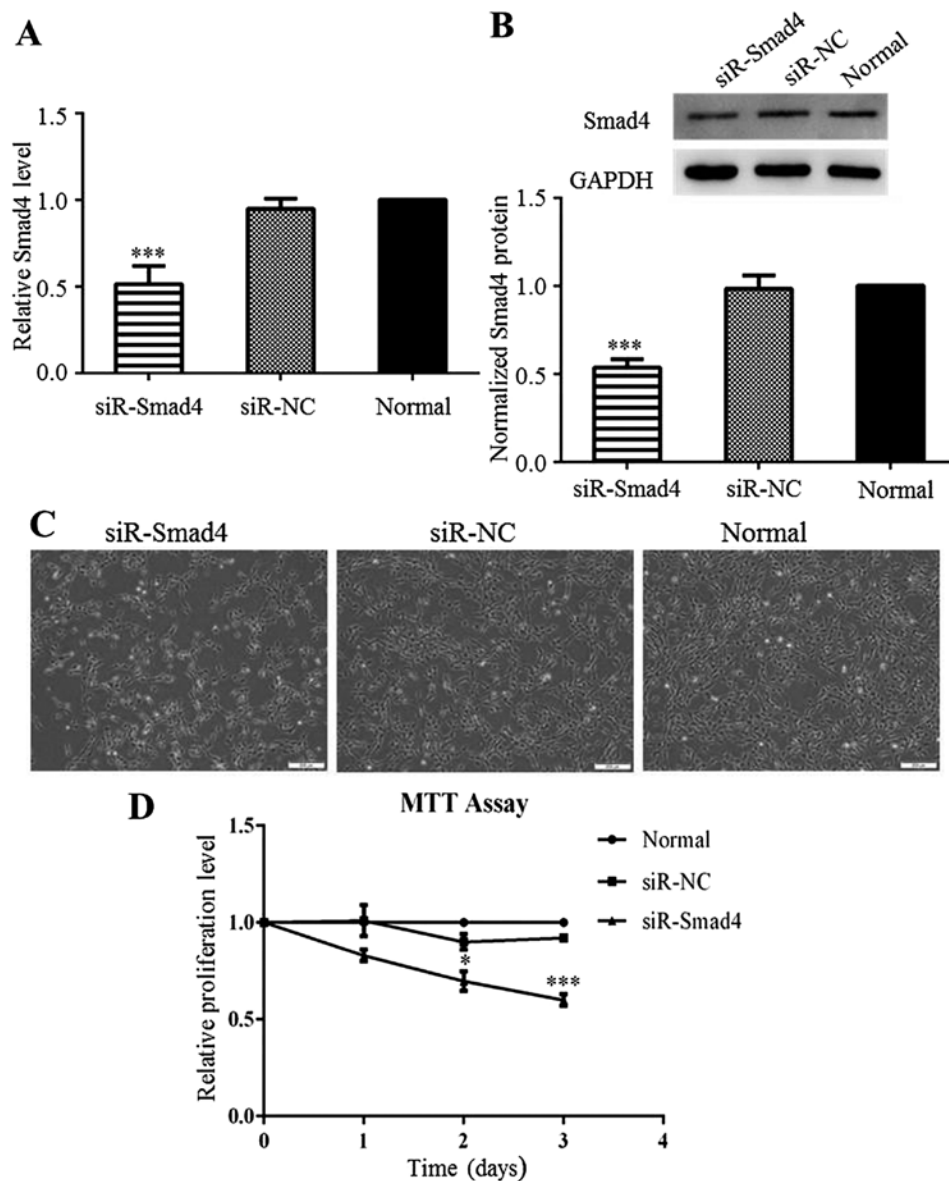 A
Relative Smad4 level
1.5
1.0
0.5
0.0
***
siR-Smad4 siR-NC Normal
B
siR-Smad4 siR-NC Normal
Smad4
GAPDH
Normalized Smad4 protein
1.5
1.0
0.5
0.0
***
siR-Smad4 siR-NC Normal
C
siR-Smad4 siR-NC Normal
D
MTT Assay
Relative proliferation level
1.5
1.0
0.5
0.0
Normal
siR-NC
siR-Smad4
*
***
0 1 2 3 4
Time (days)